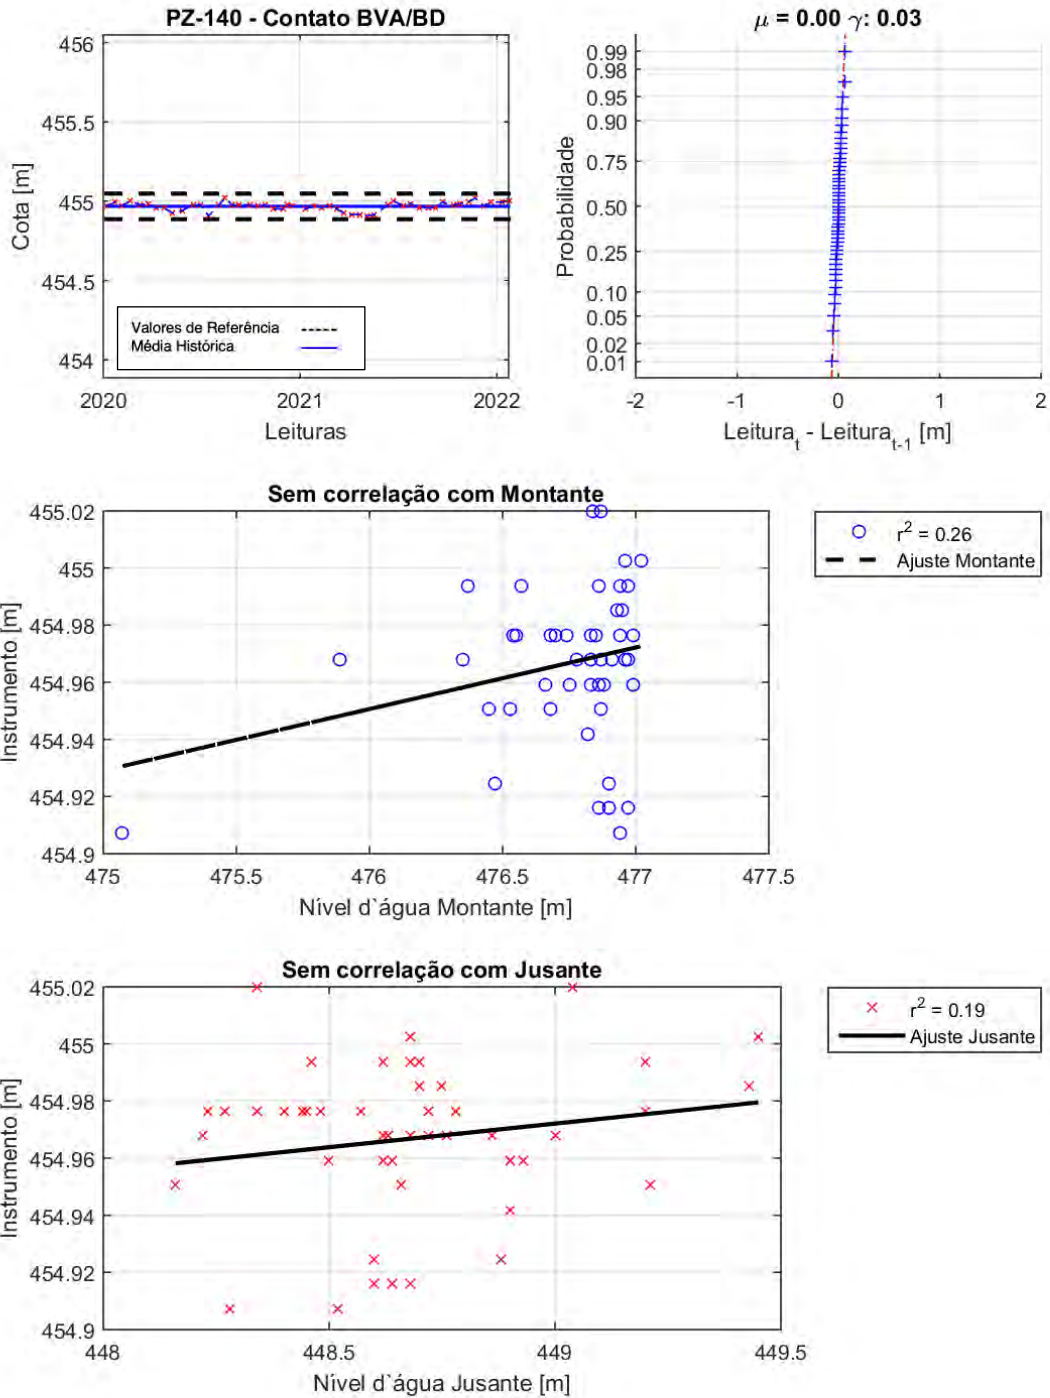 PZ-140 - Contato BVA/BD
456
455.5
455
454.5
454
Cota [m]
Valores de Referência
Média Histórica
2020
2021
2022
Leituras
μ = 0.00 γ: 0.03
0.99
0.98
0.95
0.90
0.75
0.50
0.25
0.10
0.05
0.02
0.01
Probabilidade
-2
-1
0
1
2
Leitura_t - Leitura_t-1 [m]
Sem correlação com Montante
455.02
455
454.98
454.96
454.94
454.92
454.9
Instrumento [m]
475
475.5
476
476.5
477
477.5
Nível d`água Montante [m]
r² = 0.26
Ajuste Montante
Sem correlação com Jusante
455.02
455
454.98
454.96
454.94
454.92
454.9
Instrumento [m]
448
448.5
449
449.5
Nível d`água Jusante [m]
r² = 0.19
Ajuste Jusante